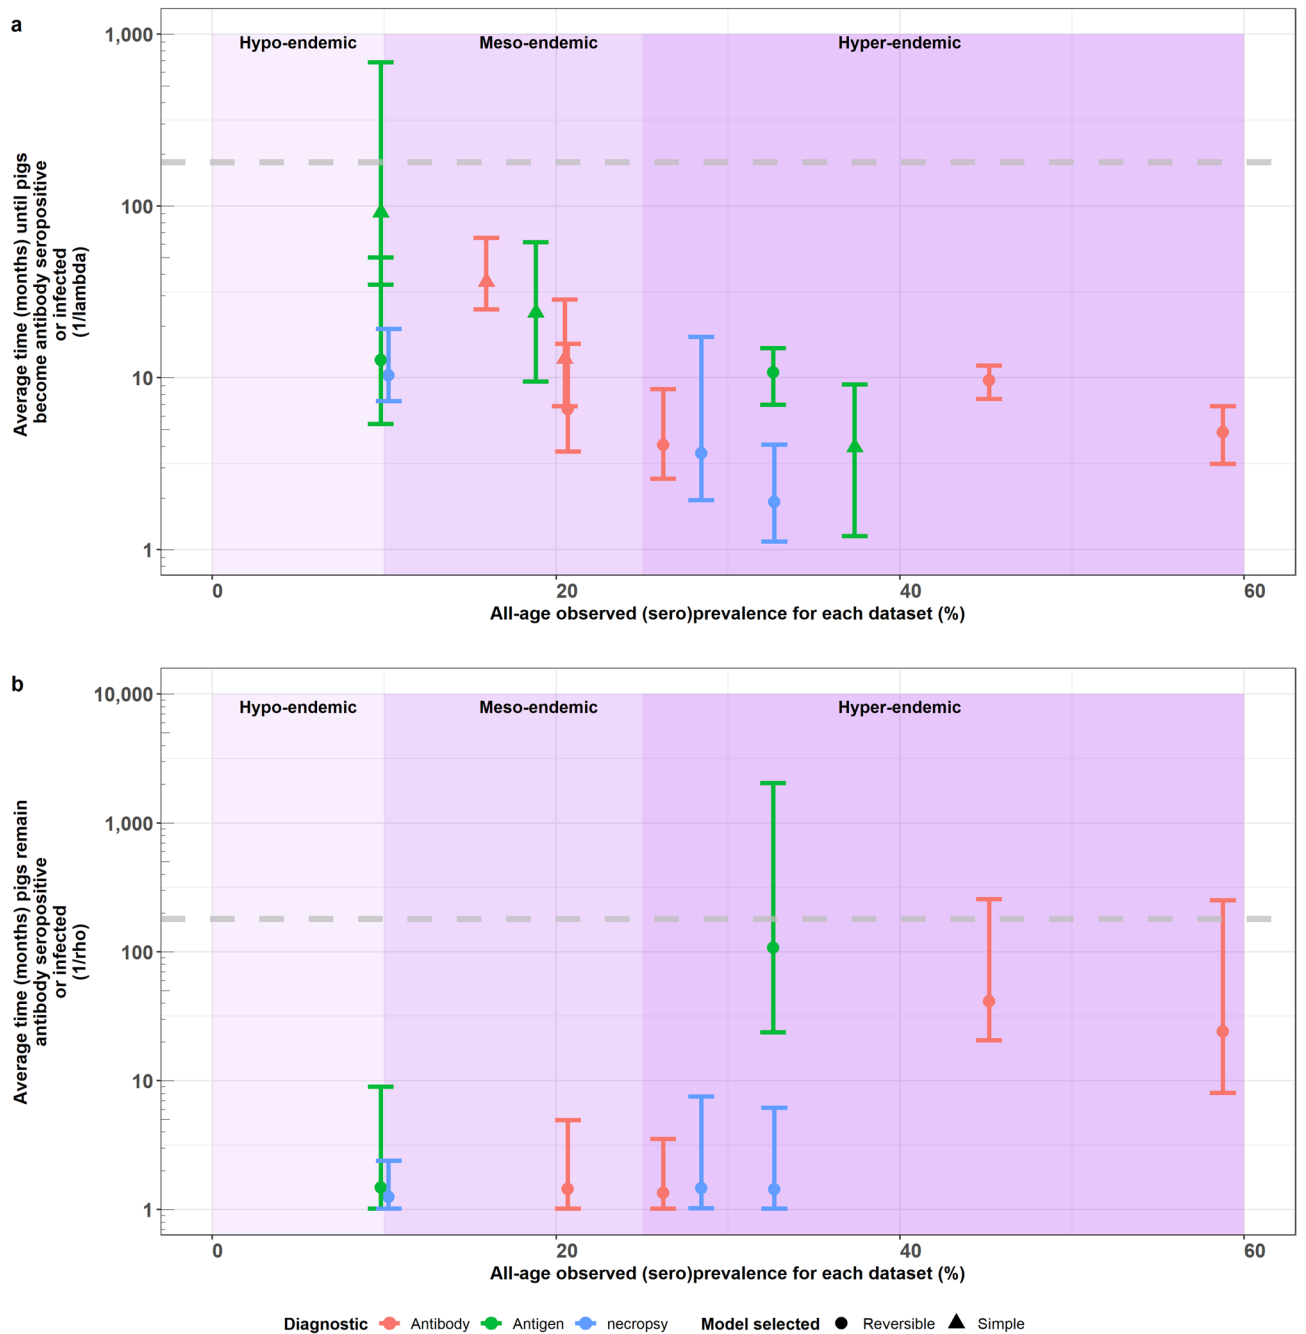 a
1,000
100
10
1
Hypo-endemic
Meso-endemic
Hyper-endemic
Average time (months) until pigs
become antibody seropositive
or infected
(1/lambda)
0
20
40
60
All-age observed (sero)prevalence for each dataset (%)
b
10,000
1,000
100
10
1
Hypo-endemic
Meso-endemic
Hyper-endemic
Average time (months) pigs remain
antibody seropositive
or infected
(1/rho)
0
20
40
60
All-age observed (sero)prevalence for each dataset (%)
Diagnostic Antibody Antigen necropsy Model selected Reversible Simple